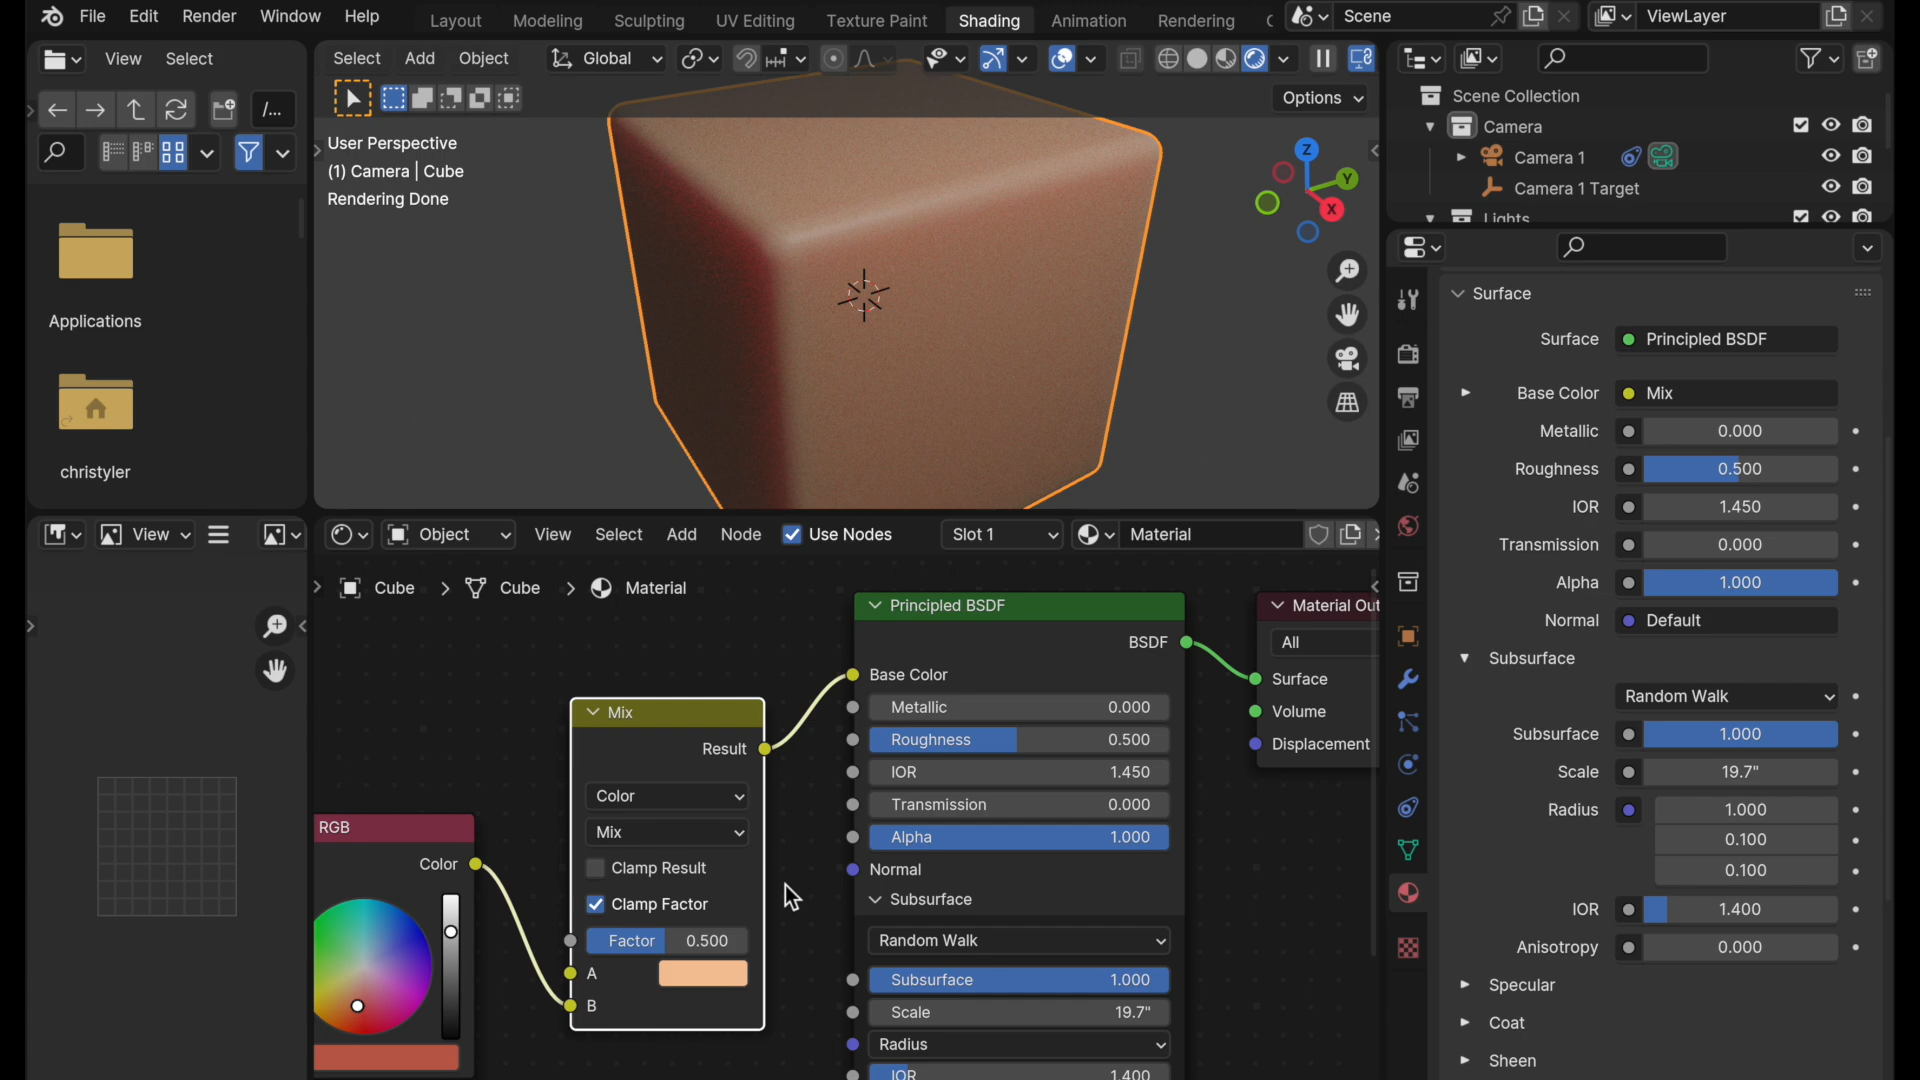 File Edit Render Window Help
Layout Modeling Sculpting UV Editing Texture Paint Shading Animation Rendering
Scene
ViewLayer
View Select
/...
Applications
christyler
Select Add Object Global
Options
User Perspective
(1) Camera | Cube
Rendering Done
Z
Y
X
Scene Collection
Camera
Camera 1
Camera 1 Target
Lights
View
Object View Select Add Node Use Nodes Slot 1 Material
Cube Cube Material
RGB
Color
Mix
Result
Color
Mix
Clamp Result
Clamp Factor
Factor 0.500
A
B
Principled BSDF
BSDF
Base Color
Metallic 0.000
Roughness 0.500
IOR 1.450
Transmission 0.000
Alpha 1.000
Normal
Subsurface
Random Walk
Subsurface 1.000
Scale 19.7"
Radius
IOR 1.400
Material Out
All
Surface
Volume
Displacement
Surface
Surface Principled BSDF
Base Color Mix
Metallic 0.000
Roughness 0.500
IOR 1.450
Transmission 0.000
Alpha 1.000
Normal Default
Subsurface
Random Walk
Subsurface 1.000
Scale 19.7"
Radius 1.000
0.100
0.100
IOR 1.400
Anisotropy 0.000
Specular
Coat
Sheen